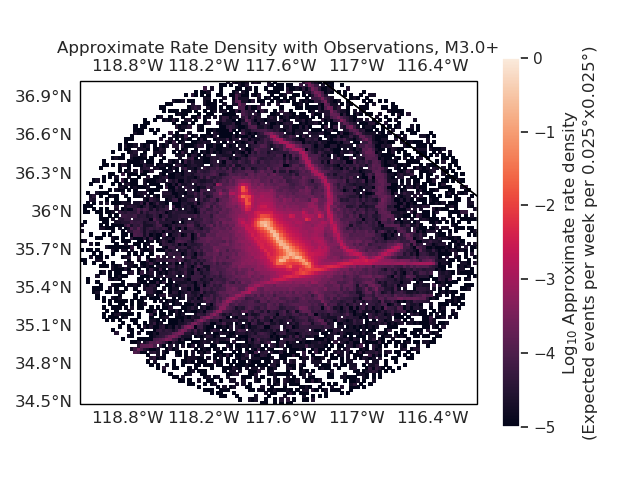 Approximate Rate Density with Observations, M3.0+
118.8°W 118.2°W 117.6°W 117°W 116.4°W
36.9°N
36.6°N
36.3°N
36°N
35.7°N
35.4°N
35.1°N
34.8°N
34.5°N
118.8°W 118.2°W 117.6°W 117°W 116.4°W
0
−1
−2
−3
−4
−5
Log₁₀ Approximate rate density
(Expected events per week per 0.025°x0.025°)